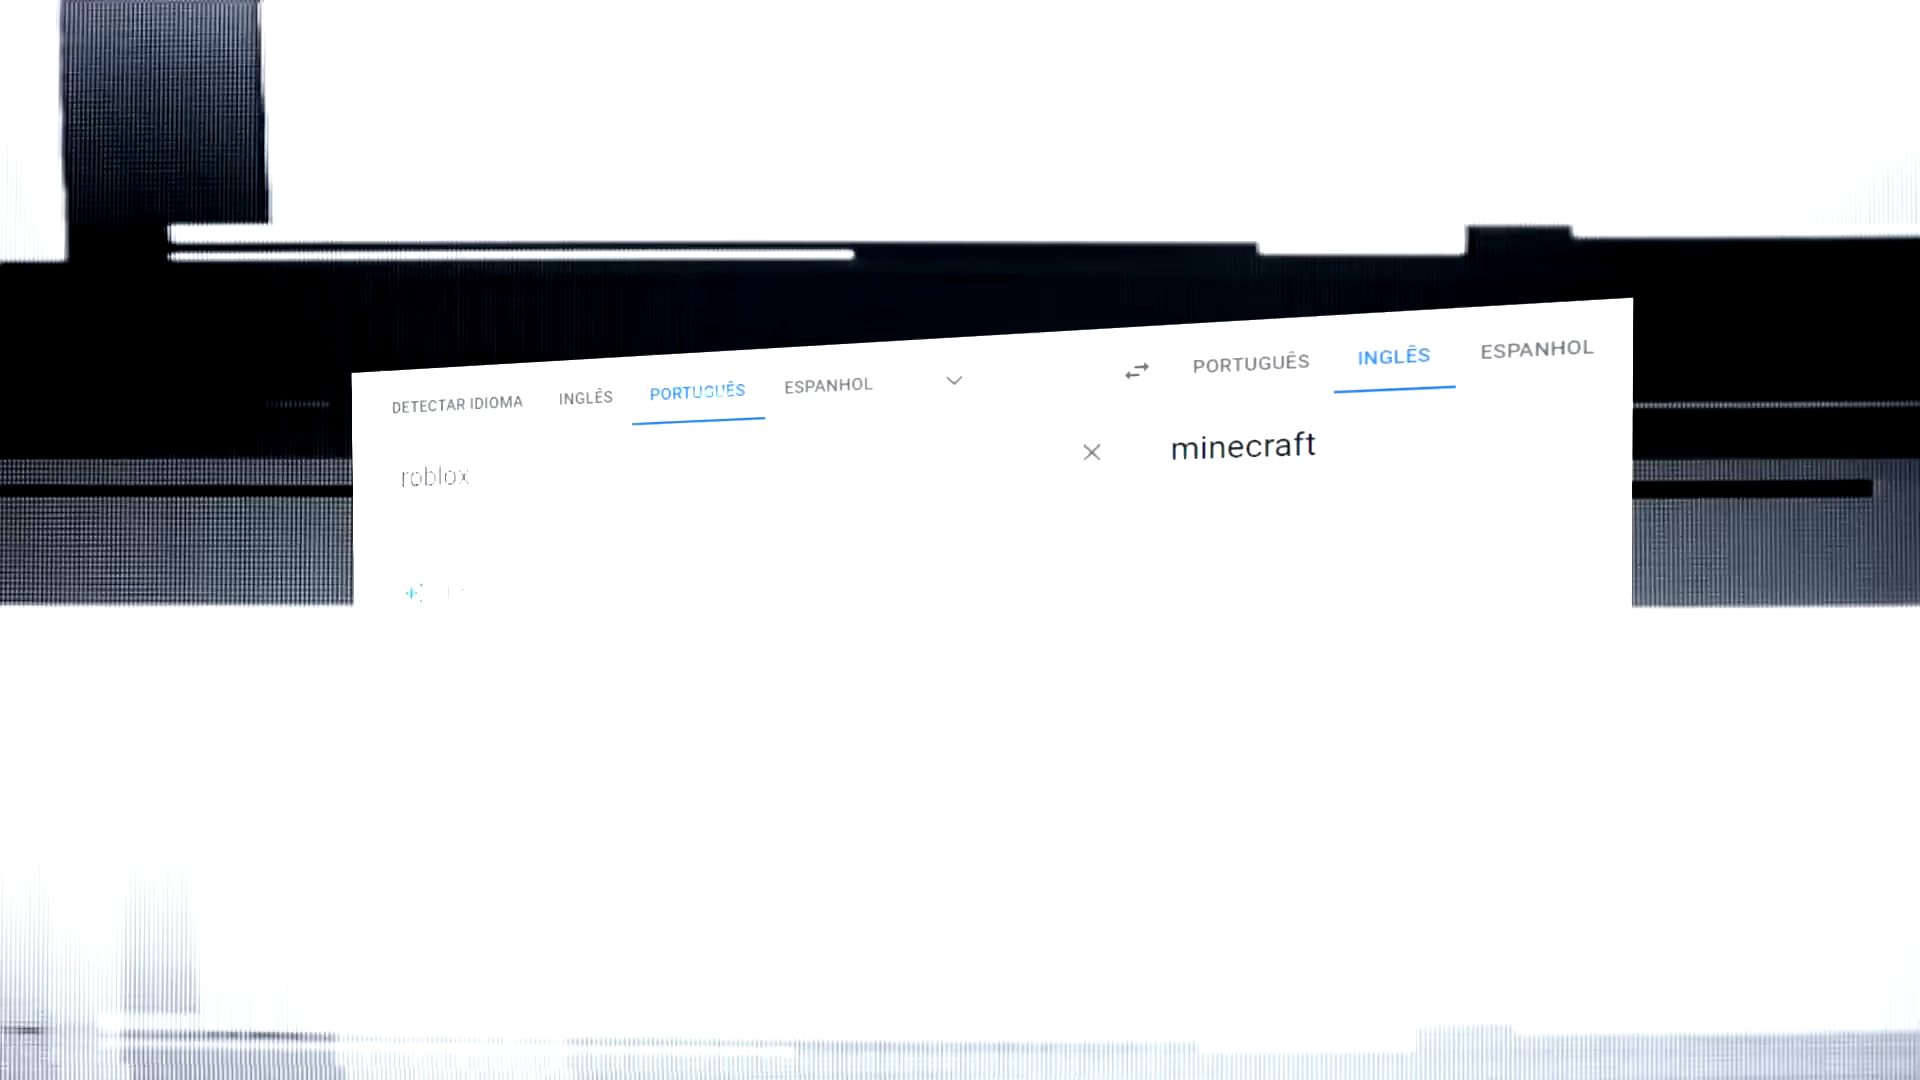 DETECTAR IDIOMA INGLÊS PORTUGUÊS ESPANHOL PORTUGUÊS INGLÊS ESPANHOL
roblox
minecraft